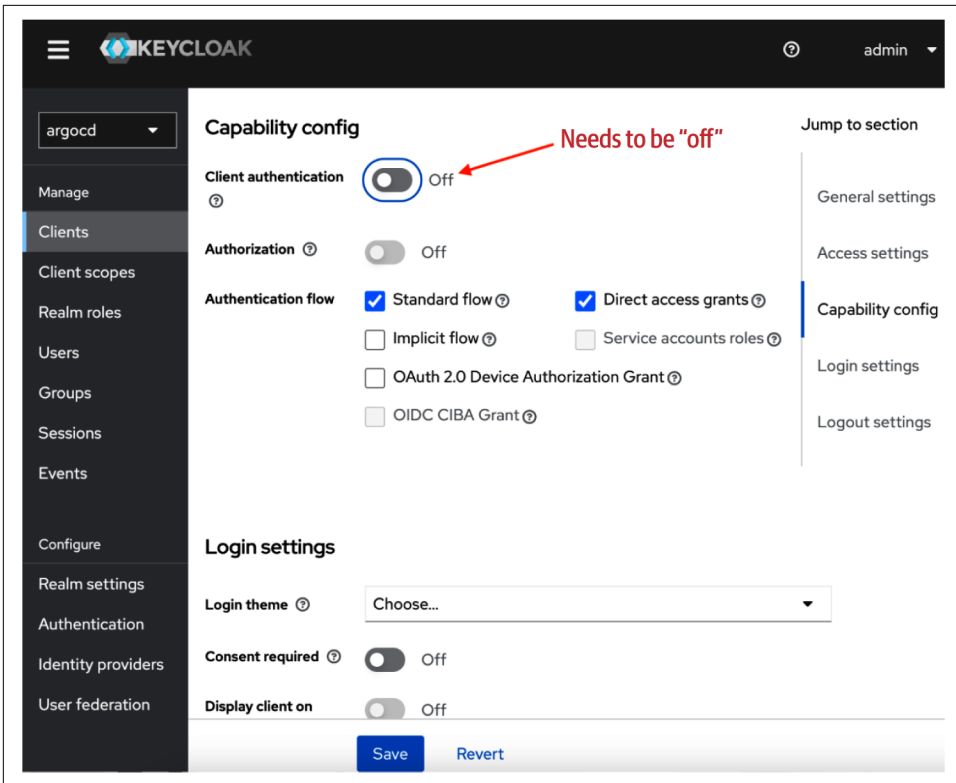 KEYCLOAK
admin
argocd
Manage
Clients
Client scopes
Realm roles
Users
Groups
Sessions
Events
Configure
Realm settings
Authentication
Identity providers
User federation
Capability config
Needs to be “off”
Client authentication
Off
Authorization
Off
Authentication flow
Standard flow
Direct access grants
Implicit flow
Service accounts roles
OAuth 2.0 Device Authorization Grant
OIDC CIBA Grant
Login settings
Login theme
Choose...
Consent required
Off
Display client on
Off
Save
Revert
Jump to section
General settings
Access settings
Capability config
Login settings
Logout settings